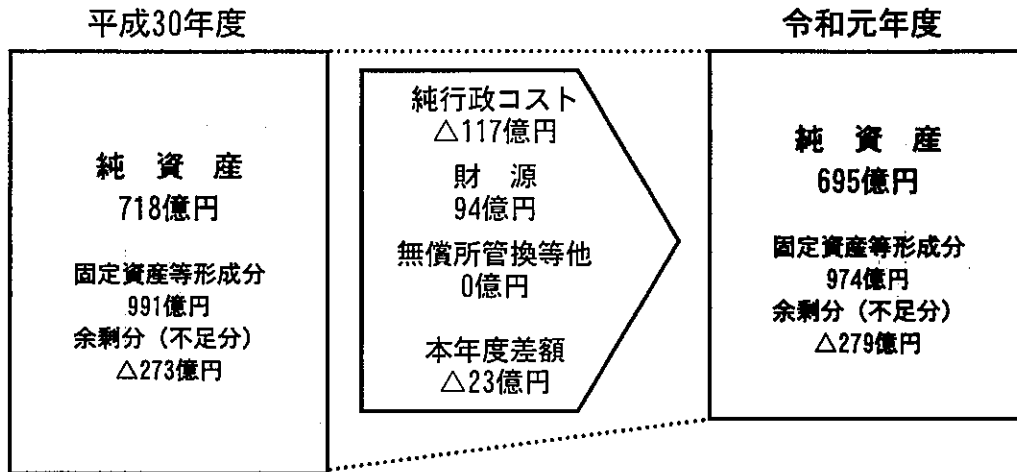 平成30年度
純 資 産
718億円
固定資産等形成分
991億円
余剰分（不足分）
△273億円
純行政コスト
△117億円
財 源
94億円
無償所管換等他
0億円
本年度差額
△23億円
令和元年度
純 資 産
695億円
固定資産等形成分
974億円
余剰分（不足分）
△279億円